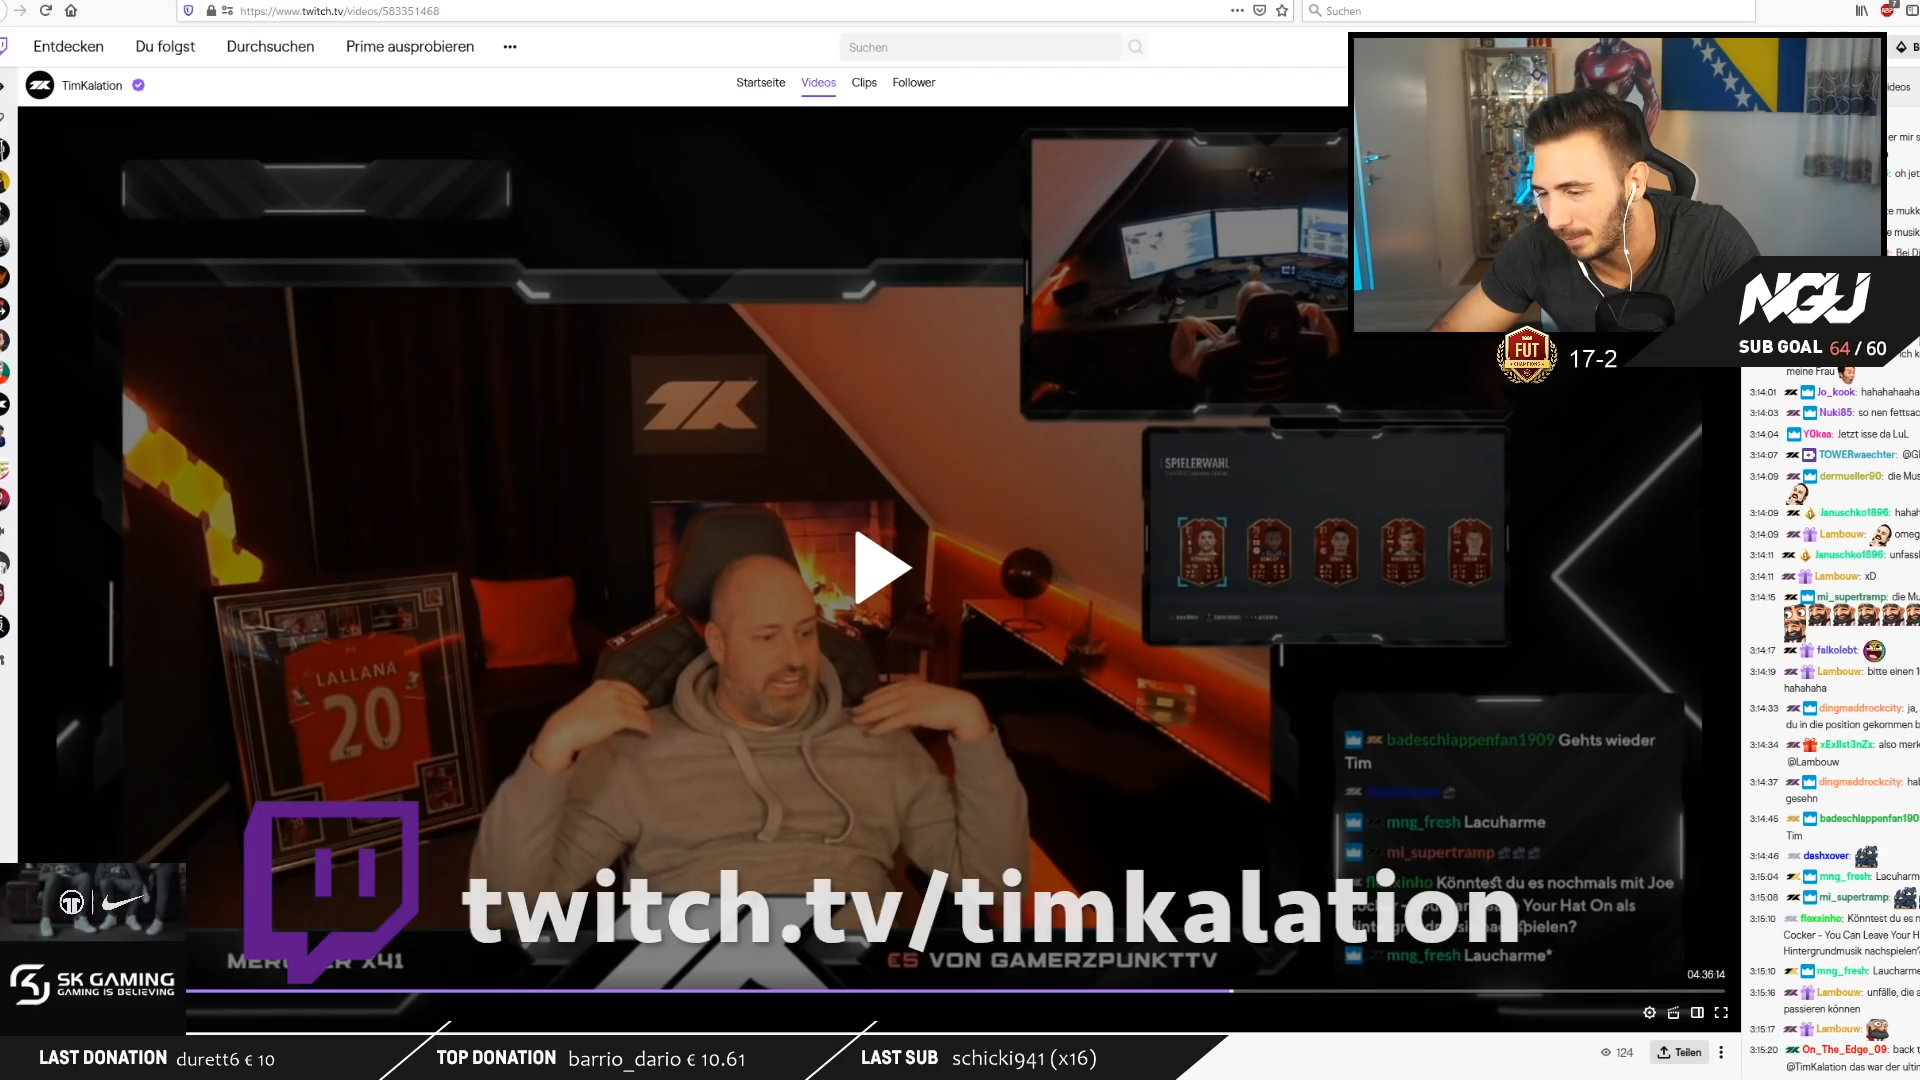 https://www.twitch.tv/videos/583351468
Suchen
Entdecken
Du folgst
Durchsuchen
Prime ausprobieren
Suchen
TimKalation
Startseite
Videos
Clips
Follower
NGU
SUB GOAL 64 / 60
FUT
17-2
SPIELERWAHL
LALLANA
20
badeschlappenfan1909 Gehts wieder
Tim
mng_fresh Lacuharme
mi_supertramp
Könntest du es nochmals mit Joe
Your Hat On als
mng_fresh Laucharme*
twitch.tv/timkalation
€5 VON GAMERZPUNKTTV
04:36:14
meine Frau
3:14:01 Jo_kook: hahahahaaha
3:14:03 Nuki85: so nen fettsac
3:14:04 Y0kaa: Jetzt isse da LuL
3:14:07 TOWERwaechter: @Gl
3:14:09 dermueller90: die Mus
3:14:09 Januschko1896: hahah
3:14:09 Lambouw: omeg
3:14:11 Januschko1896: unfass
3:14:11 Lambouw: xD
3:14:15 mi_supertramp: die Mu
3:14:17 falkolebt:
3:14:19 Lambouw: bitte einen 1
hahahaha
3:14:33 dingmaddrockcity: ja,
du in die position gekommen b
3:14:34 xExIIst3nZx: also merk
@Lambouw
3:14:37 dingmaddrockcity: hab
gesehn
3:14:45 badeschlappenfan190
Tim
3:14:46 dashxover:
3:15:04 mng_fresh: Lacuharme
3:15:08 mi_supertramp:
3:15:10 flexxinho: Könntest du es n
Cocker - You Can Leave Your H
Hintergrundmusik nachspielen?
3:15:10 mng_fresh: Laucharme
3:15:16 Lambouw: unfälle, die a
passieren können
3:15:17 Lambouw:
3:15:20 On_The_Edge_09: back t
@TimKalation das war der ultin
SK GAMING
GAMING IS BELIEVING
LAST DONATION durett6 € 10
TOP DONATION barrio_dario € 10.61
LAST SUB schicki941 (x16)
124
Teilen